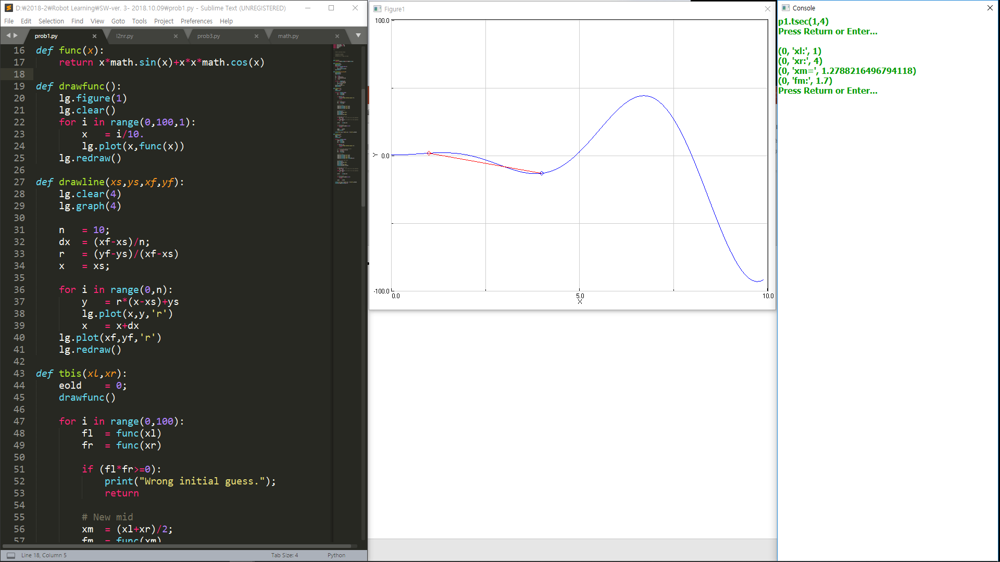 D:₩2018-2₩Robot Learning₩SW-ver. 3- 2018.10.09₩prob1.py - Sublime Text (UNREGISTERED)
File Edit Selection Find View Goto Tools Project Preferences Help
prob1.py l2nr.py prob3.py math.py
16 def func(x):
17     return x*math.sin(x)+x*x*math.cos(x)
18
19 def drawfunc():
20     lg.figure(1)
21     lg.clear()
22     for i in range(0,100,1):
23         x   = i/10.
24         lg.plot(x,func(x))
25     lg.redraw()
26
27 def drawline(xs,ys,xf,yf):
28     lg.clear(4)
29     lg.graph(4)
30
31     n   = 10;
32     dx  = (xf-xs)/n;
33     r   = (yf-ys)/(xf-xs)
34     x   = xs;
35
36     for i in range(0,n):
37         y   = r*(x-xs)+ys
38         lg.plot(x,y,'r')
39         x   = x+dx
40     lg.plot(xf,yf,'r')
41     lg.redraw()
42
43 def tbis(xl,xr):
44     eold    = 0;
45     drawfunc()
46
47     for i in range(0,100):
48         fl  = func(xl)
49         fr  = func(xr)
50
51         if (fl*fr>=0):
52             print("Wrong initial guess.");
53             return
54
55         # New mid
56         xm  = (xl+xr)/2;
57         fm  = func(xm)
Line 18, Column 5 Tab Size: 4 Python
Figure1
100.0
Y 0.0
-100.0
0.0 5.0 10.0
X
Console
p1.tsec(1,4)
Press Return or Enter...
(0, 'xl:', 1)
(0, 'xr:', 4)
(0, 'xm=', 1.2788216496794118)
(0, 'fm:', 1.7)
Press Return or Enter...